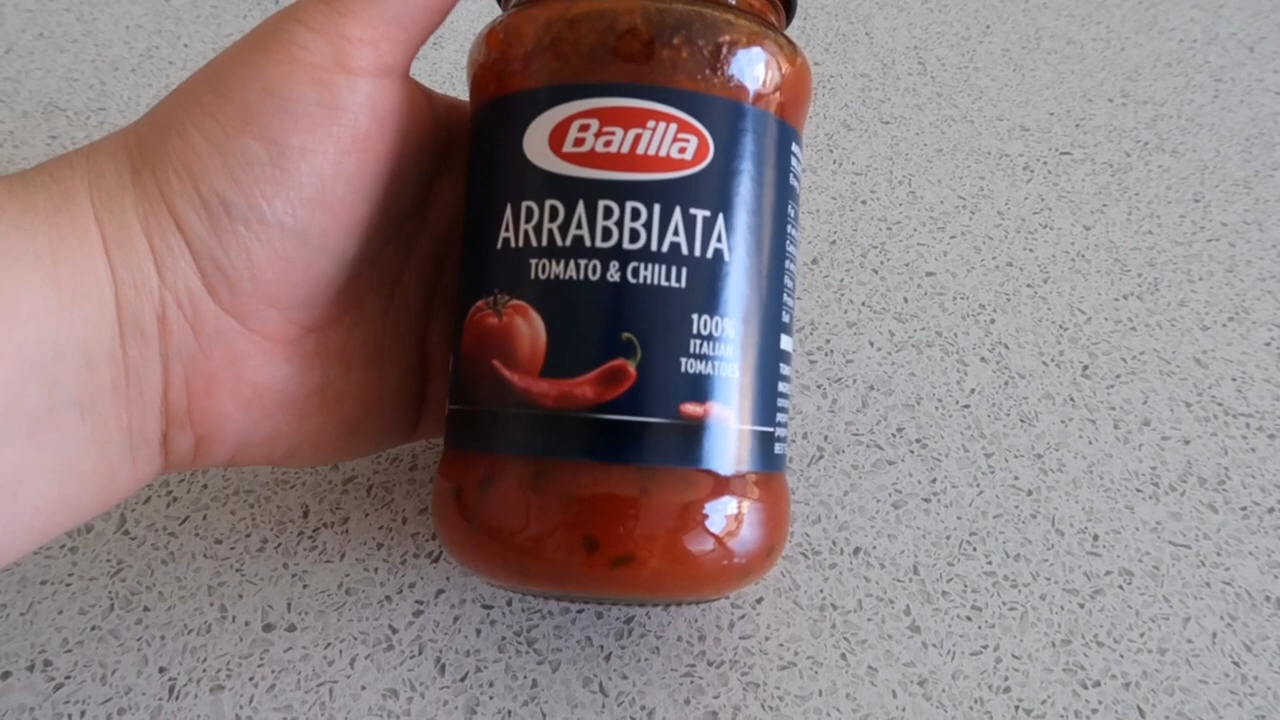 Barilla
ARRABBIATA
TOMATO & CHILLI
100%
ITALIAN
TOMATOES